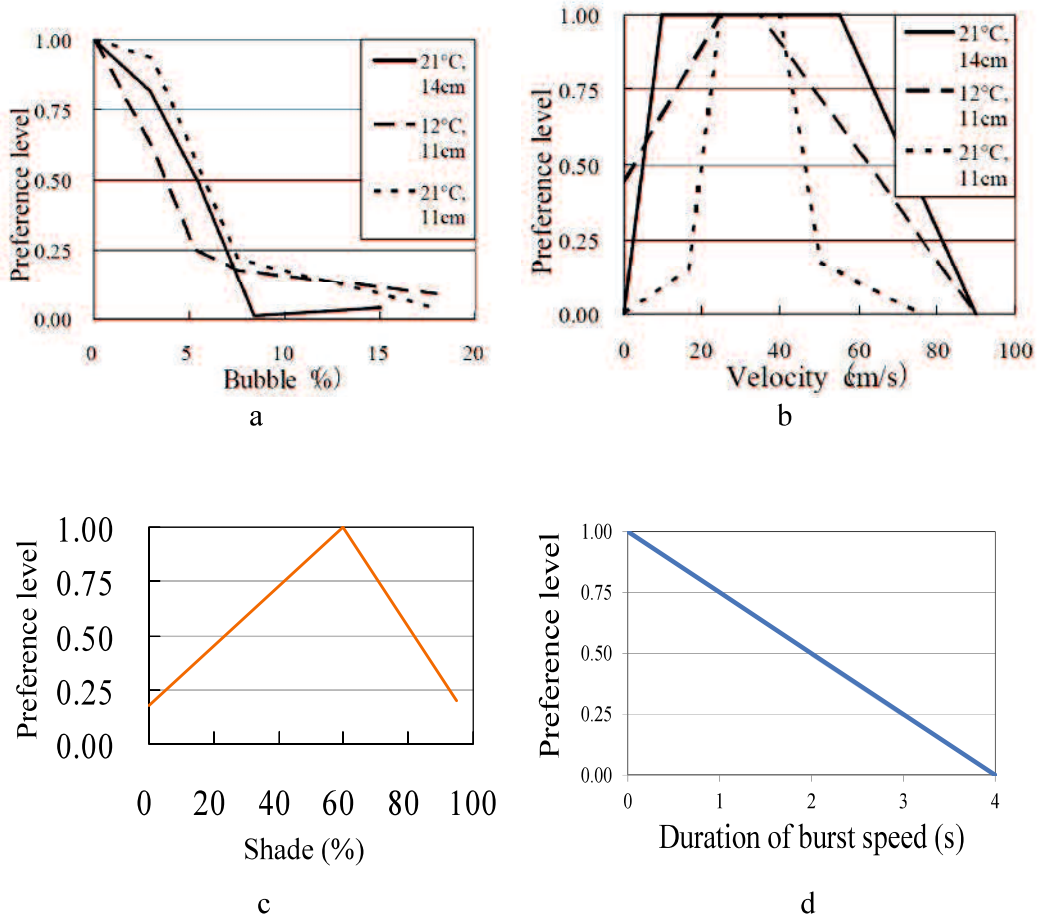 Preference level
1.00
0.75
0.50
0.25
0.00
0 5 10 15 20
Bubble %)
21°C,
14cm
12°C,
11cm
21°C,
11cm
a
Preference level
1.00
0.75
0.50
0.25
0.00
0 20 40 60 80 100
Velocity (cm/s)
21°C,
14cm
12°C,
11cm
21°C,
11cm
b
Preference level
1.00
0.75
0.50
0.25
0.00
0 20 40 60 80 100
Shade (%)
c
Preference level
1.00
0.75
0.50
0.25
0.00
0 1 2 3 4
Duration of burst speed (s)
d